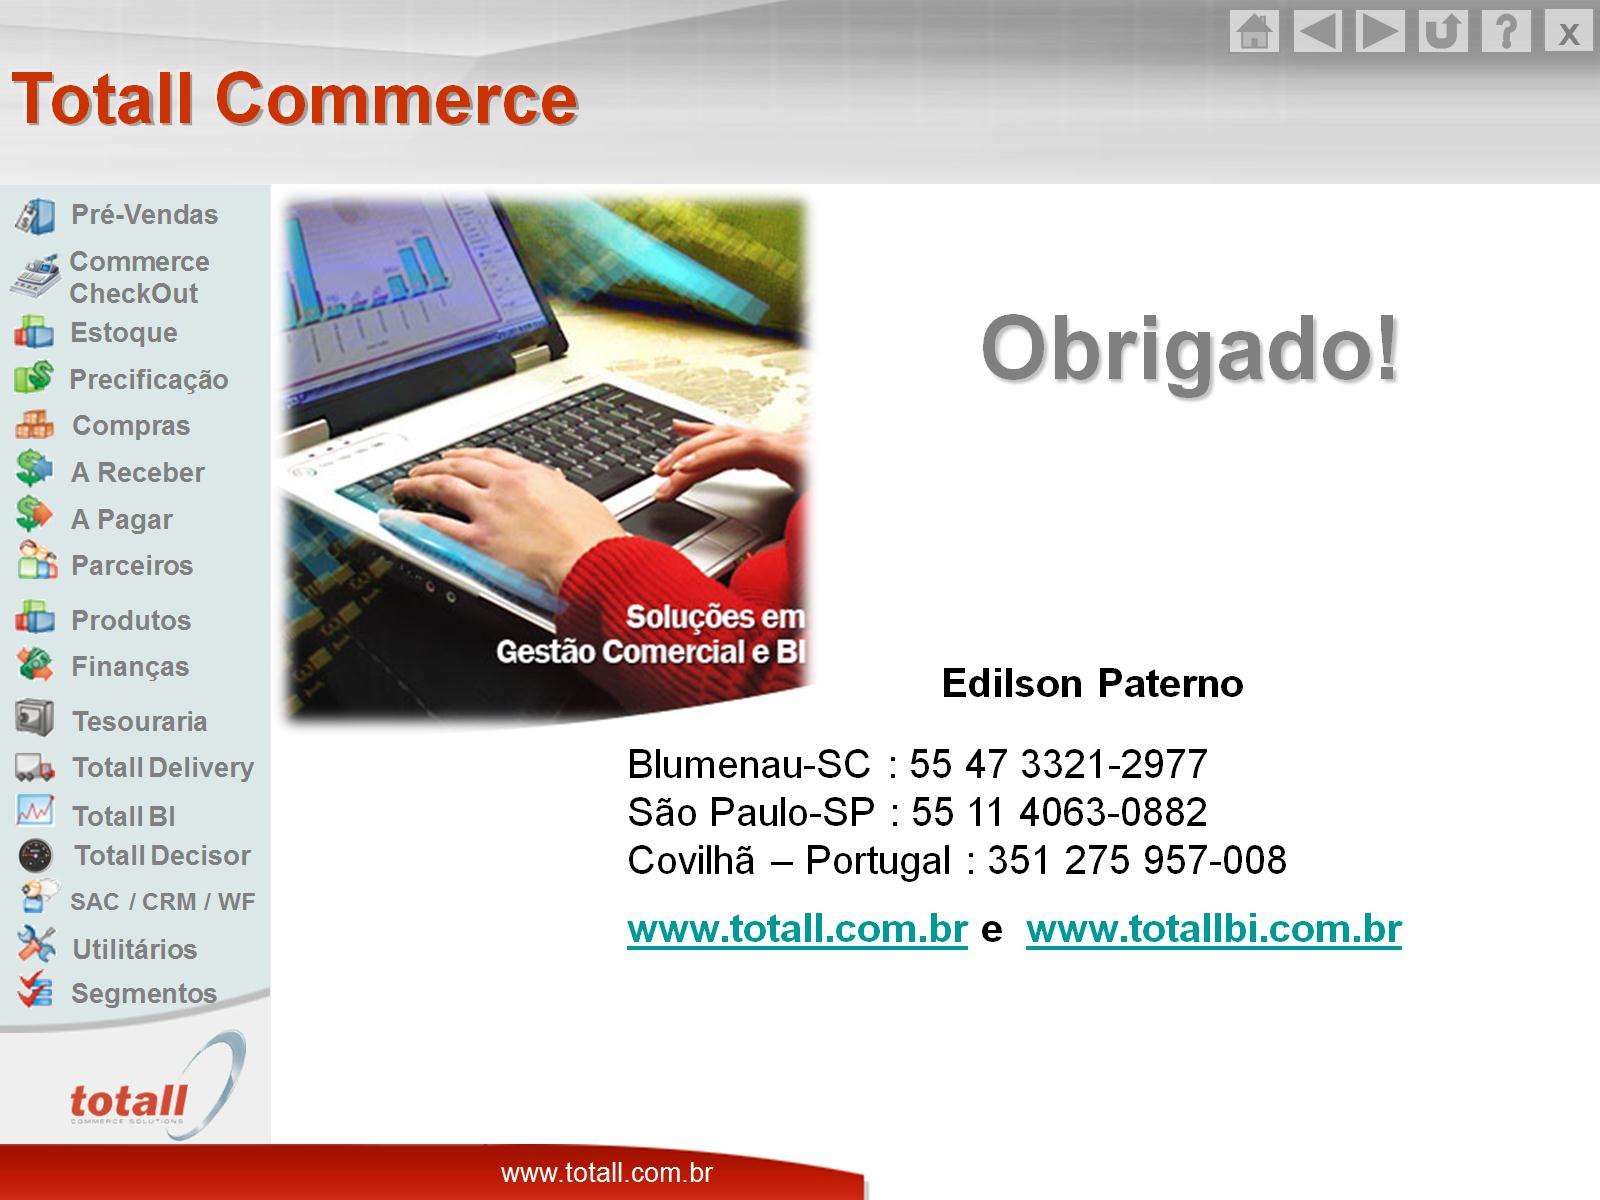 x
Totall Commerce
Pré-Vendas
Commerce
CheckOut
Estoque
Precificação
Compras
A Receber
A Pagar
Parceiros
Produtos
Finanças
Tesouraria
Totall Delivery
Totall BI
Totall Decisor
SAC / CRM / WF
Utilitários
Segmentos
totall
COMMERCE SOLUTIONS
Soluções em
Gestão Comercial e BI
Obrigado!
Edilson Paterno
Blumenau-SC : 55 47 3321-2977
São Paulo-SP : 55 11 4063-0882
Covilhã – Portugal : 351 275 957-008
www.totall.com.br e www.totallbi.com.br
www.totall.com.br